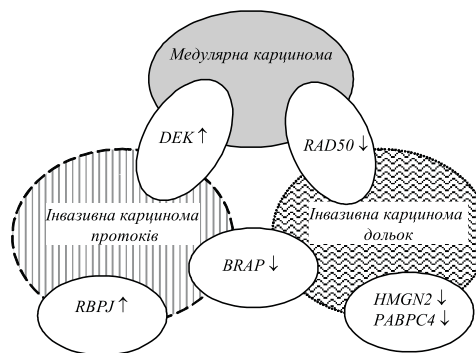 Медулярна карцинома
DEK ↑
RAD50 ↓
Інвазивна карцинома
протоків
Інвазивна карцинома
дольок
BRAP ↓
RBPJ ↑
HMGN2 ↓
PABPC4 ↓